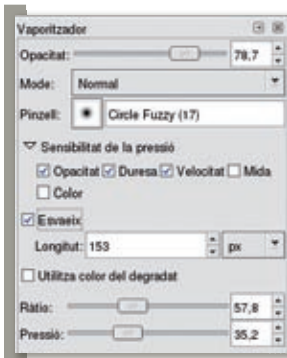 Vaporitzador
Opacitat: 78,7
Mode: Normal
Pinzell: Circle Fuzzy (17)
Sensibilitat de la pressió
Opacitat Duresa Velocitat Mida
Color
Esvaeix
Longitut: 153 px
Utilitza color del degradat
Ràtio: 57,8
Pressió: 35,2